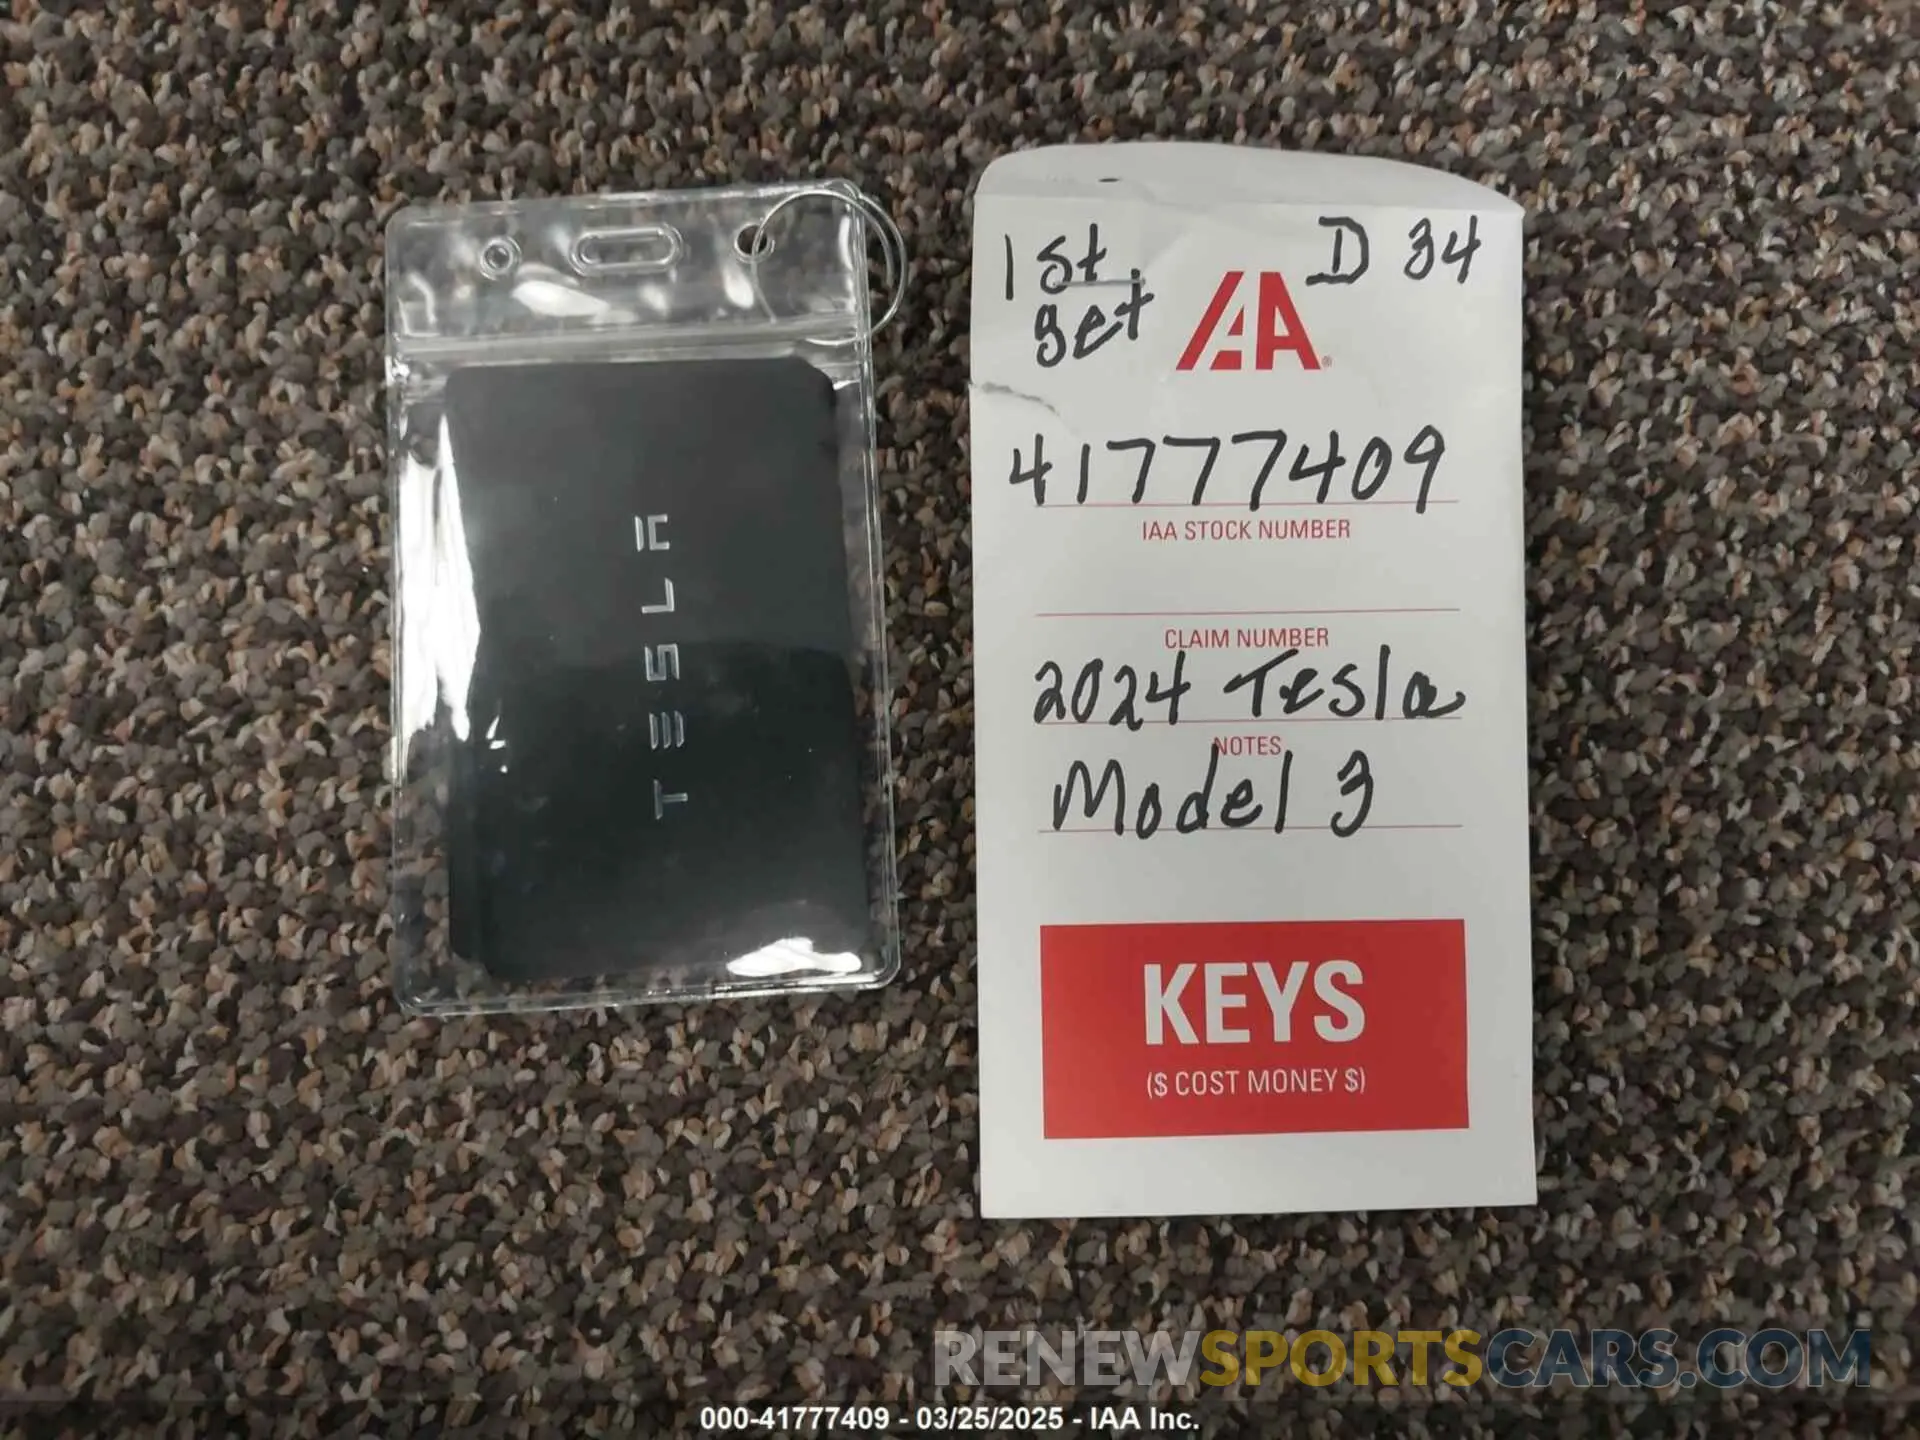 TESLA
1st D 34
Set
IAA®
41777409
IAA STOCK NUMBER
CLAIM NUMBER
2024 Tesla
NOTES
Model 3
KEYS
($ COST MONEY $)
RENEWSPORTSCARS.COM
000-41777409 - 03/25/2025 - IAA Inc.